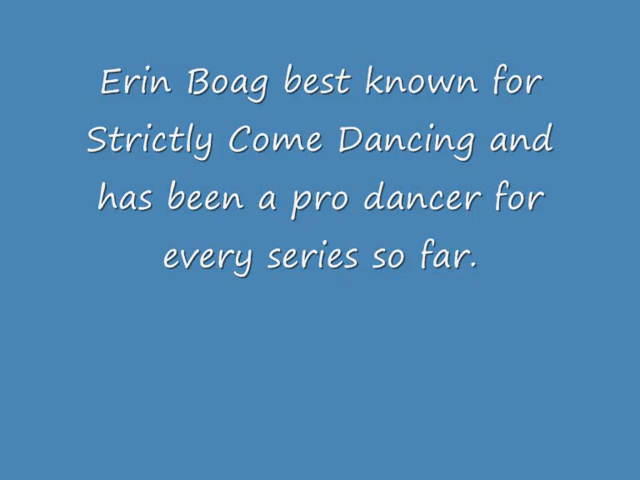 Erin Boag best known for
Strictly Come Dancing and
has been a pro dancer for
every series so far.